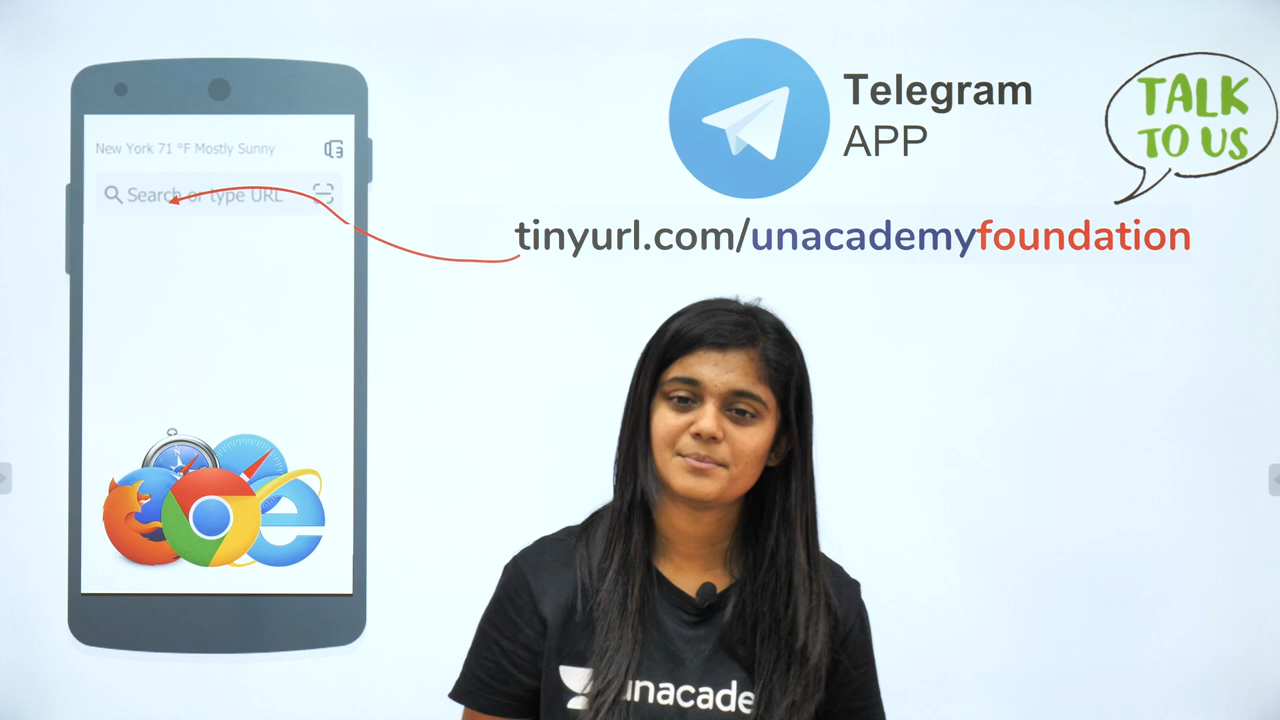 New York 71 °F Mostly Sunny
Search or type URL
Telegram
APP
TALK
TO US
tinyurl.com/unacademyfoundation
unacade